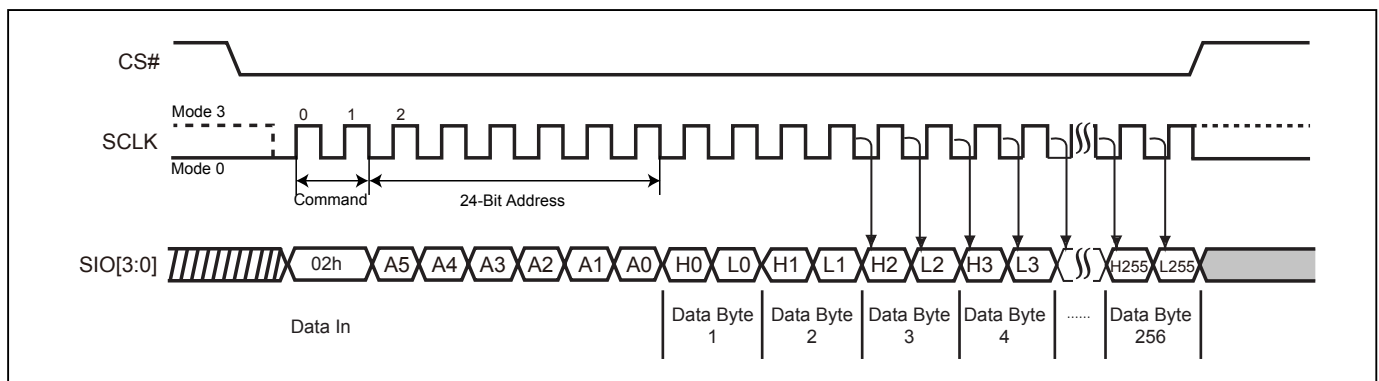 CS#
Mode 3
0 1 2
SCLK
Mode 0
Command
24-Bit Address
SIO[3:0]
02h A5 A4 A3 A2 A1 A0 H0 L0 H1 L1 H2 L2 H3 L3 H255 L255
Data In
Data Byte 1
Data Byte 2
Data Byte 3
Data Byte 4
......
Data Byte 256